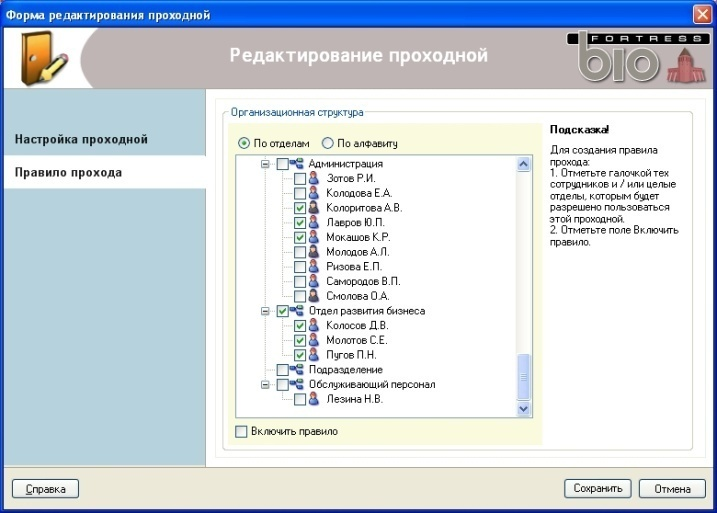 Форма редактирования проходной
Редактирование проходной
FORTRESS
bio
Настройка проходной
Правило прохода
Организационная структура
По отделам
По алфавиту
Администрация
Зотов Р.И.
Колодова Е.А.
Колоритова А.В.
Лавров Ю.П.
Мокашов К.Р.
Молодов А.Л.
Ризова Е.П.
Самородов В.П.
Смолова О.А.
Отдел развития бизнеса
Колосов Д.В.
Молотов С.Е.
Пугов П.Н.
Подразделение
Обслуживающий персонал
Лезина Н.В.
Включить правило
Подсказка!
Для создания правила
прохода:
1. Отметьте галочкой тех
сотрудников и / или целые
отделы, которым будет
разрешено пользоваться
этой проходной.
2. Отметьте поле Включить
правило.
Справка
Сохранить
Отмена